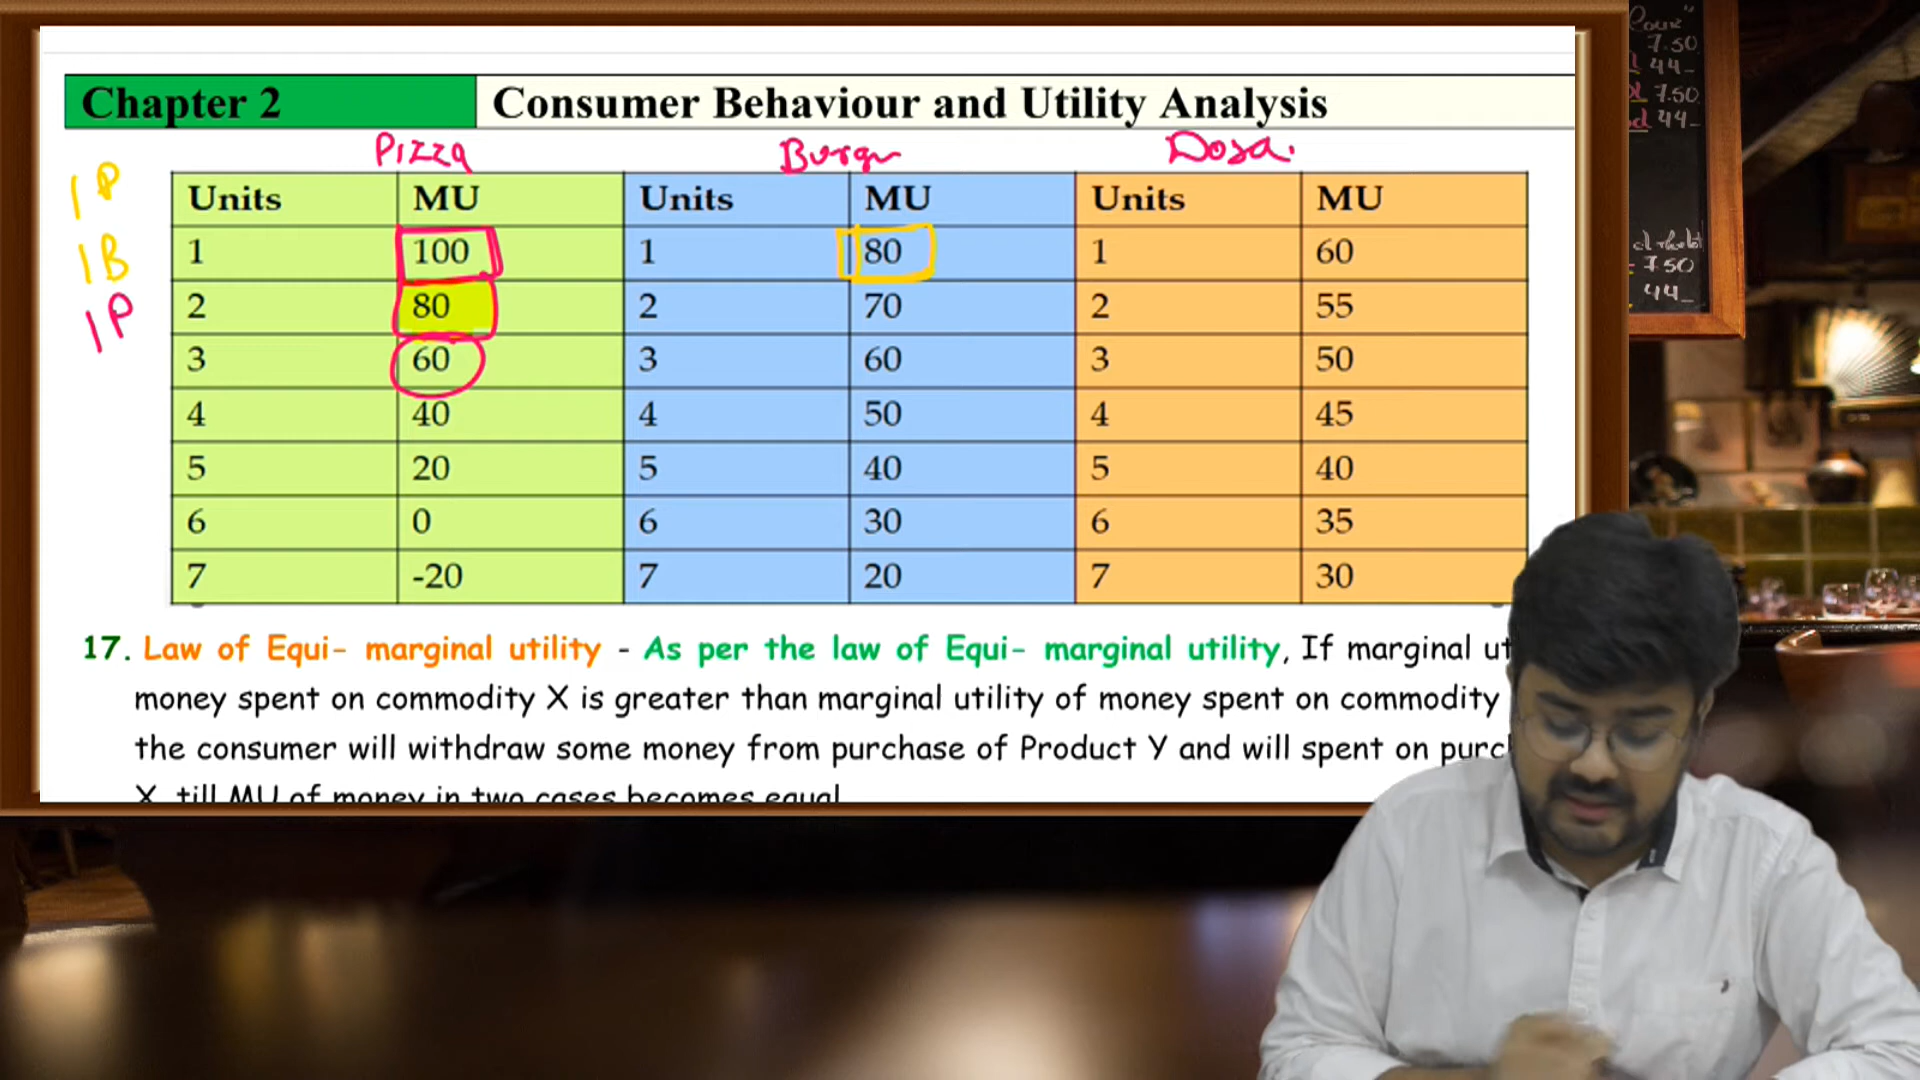 Chapter 2 Consumer Behaviour and Utility Analysis
Pizza Burger Dosa.
1P
1B
1P
Units MU Units MU Units MU
1 100 1 80 1 60
2 80 2 70 2 55
3 60 3 60 3 50
4 40 4 50 4 45
5 20 5 40 5 40
6 0 6 30 6 35
7 -20 7 20 7 30
17. Law of Equi- marginal utility - As per the law of Equi- marginal utility, If marginal ut
money spent on commodity X is greater than marginal utility of money spent on commodity
the consumer will withdraw some money from purchase of Product Y and will spent on purc
X, till MU of money in two cases becomes equal
7.50
44-
7.50
44-
7.50
44-